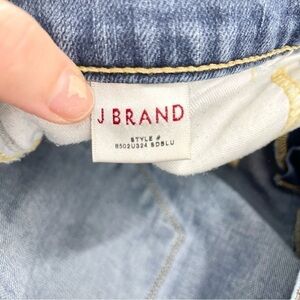 J BRAND
STYLE #
8502U324 SDBLU